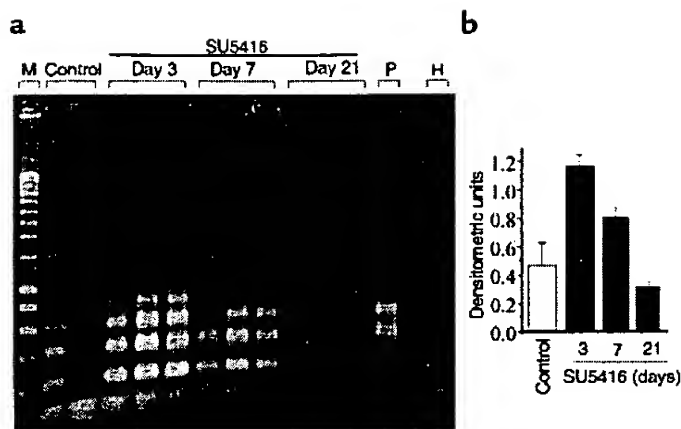 a
SU5416
M Control Day 3 Day 7 Day 21 P H
b
Densitometric units
1.2
1.0
0.8
0.6
0.4
0.2
0.0
Control
3 7 21
SU5416 (days)